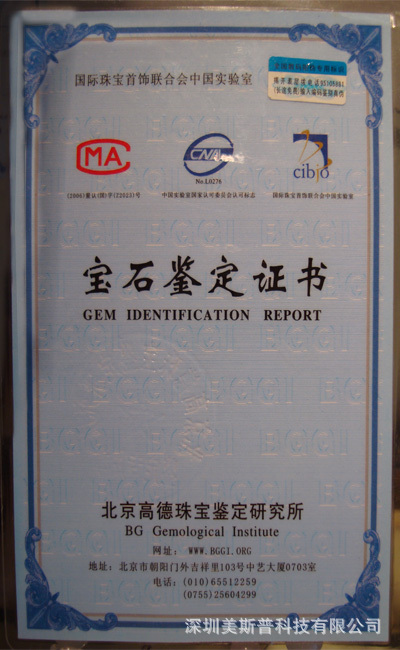 国际珠宝首饰联合会中国实验室
CMA
CNAL
No.L0276
cibjo
中国实验室国家认可委员会认可标志
国际珠宝首饰联合会中国实验室
宝石鉴定证书
GEM IDENTIFICATION REPORT
北京高德珠宝鉴定研究所
BG Gemological Institute
网址: WWW.BGGI.ORG
地址: 北京市朝阳门外吉祥里103号中艺大厦0703室
电话: (010)65512259
(0755)25604299
深圳美斯普科技有限公司